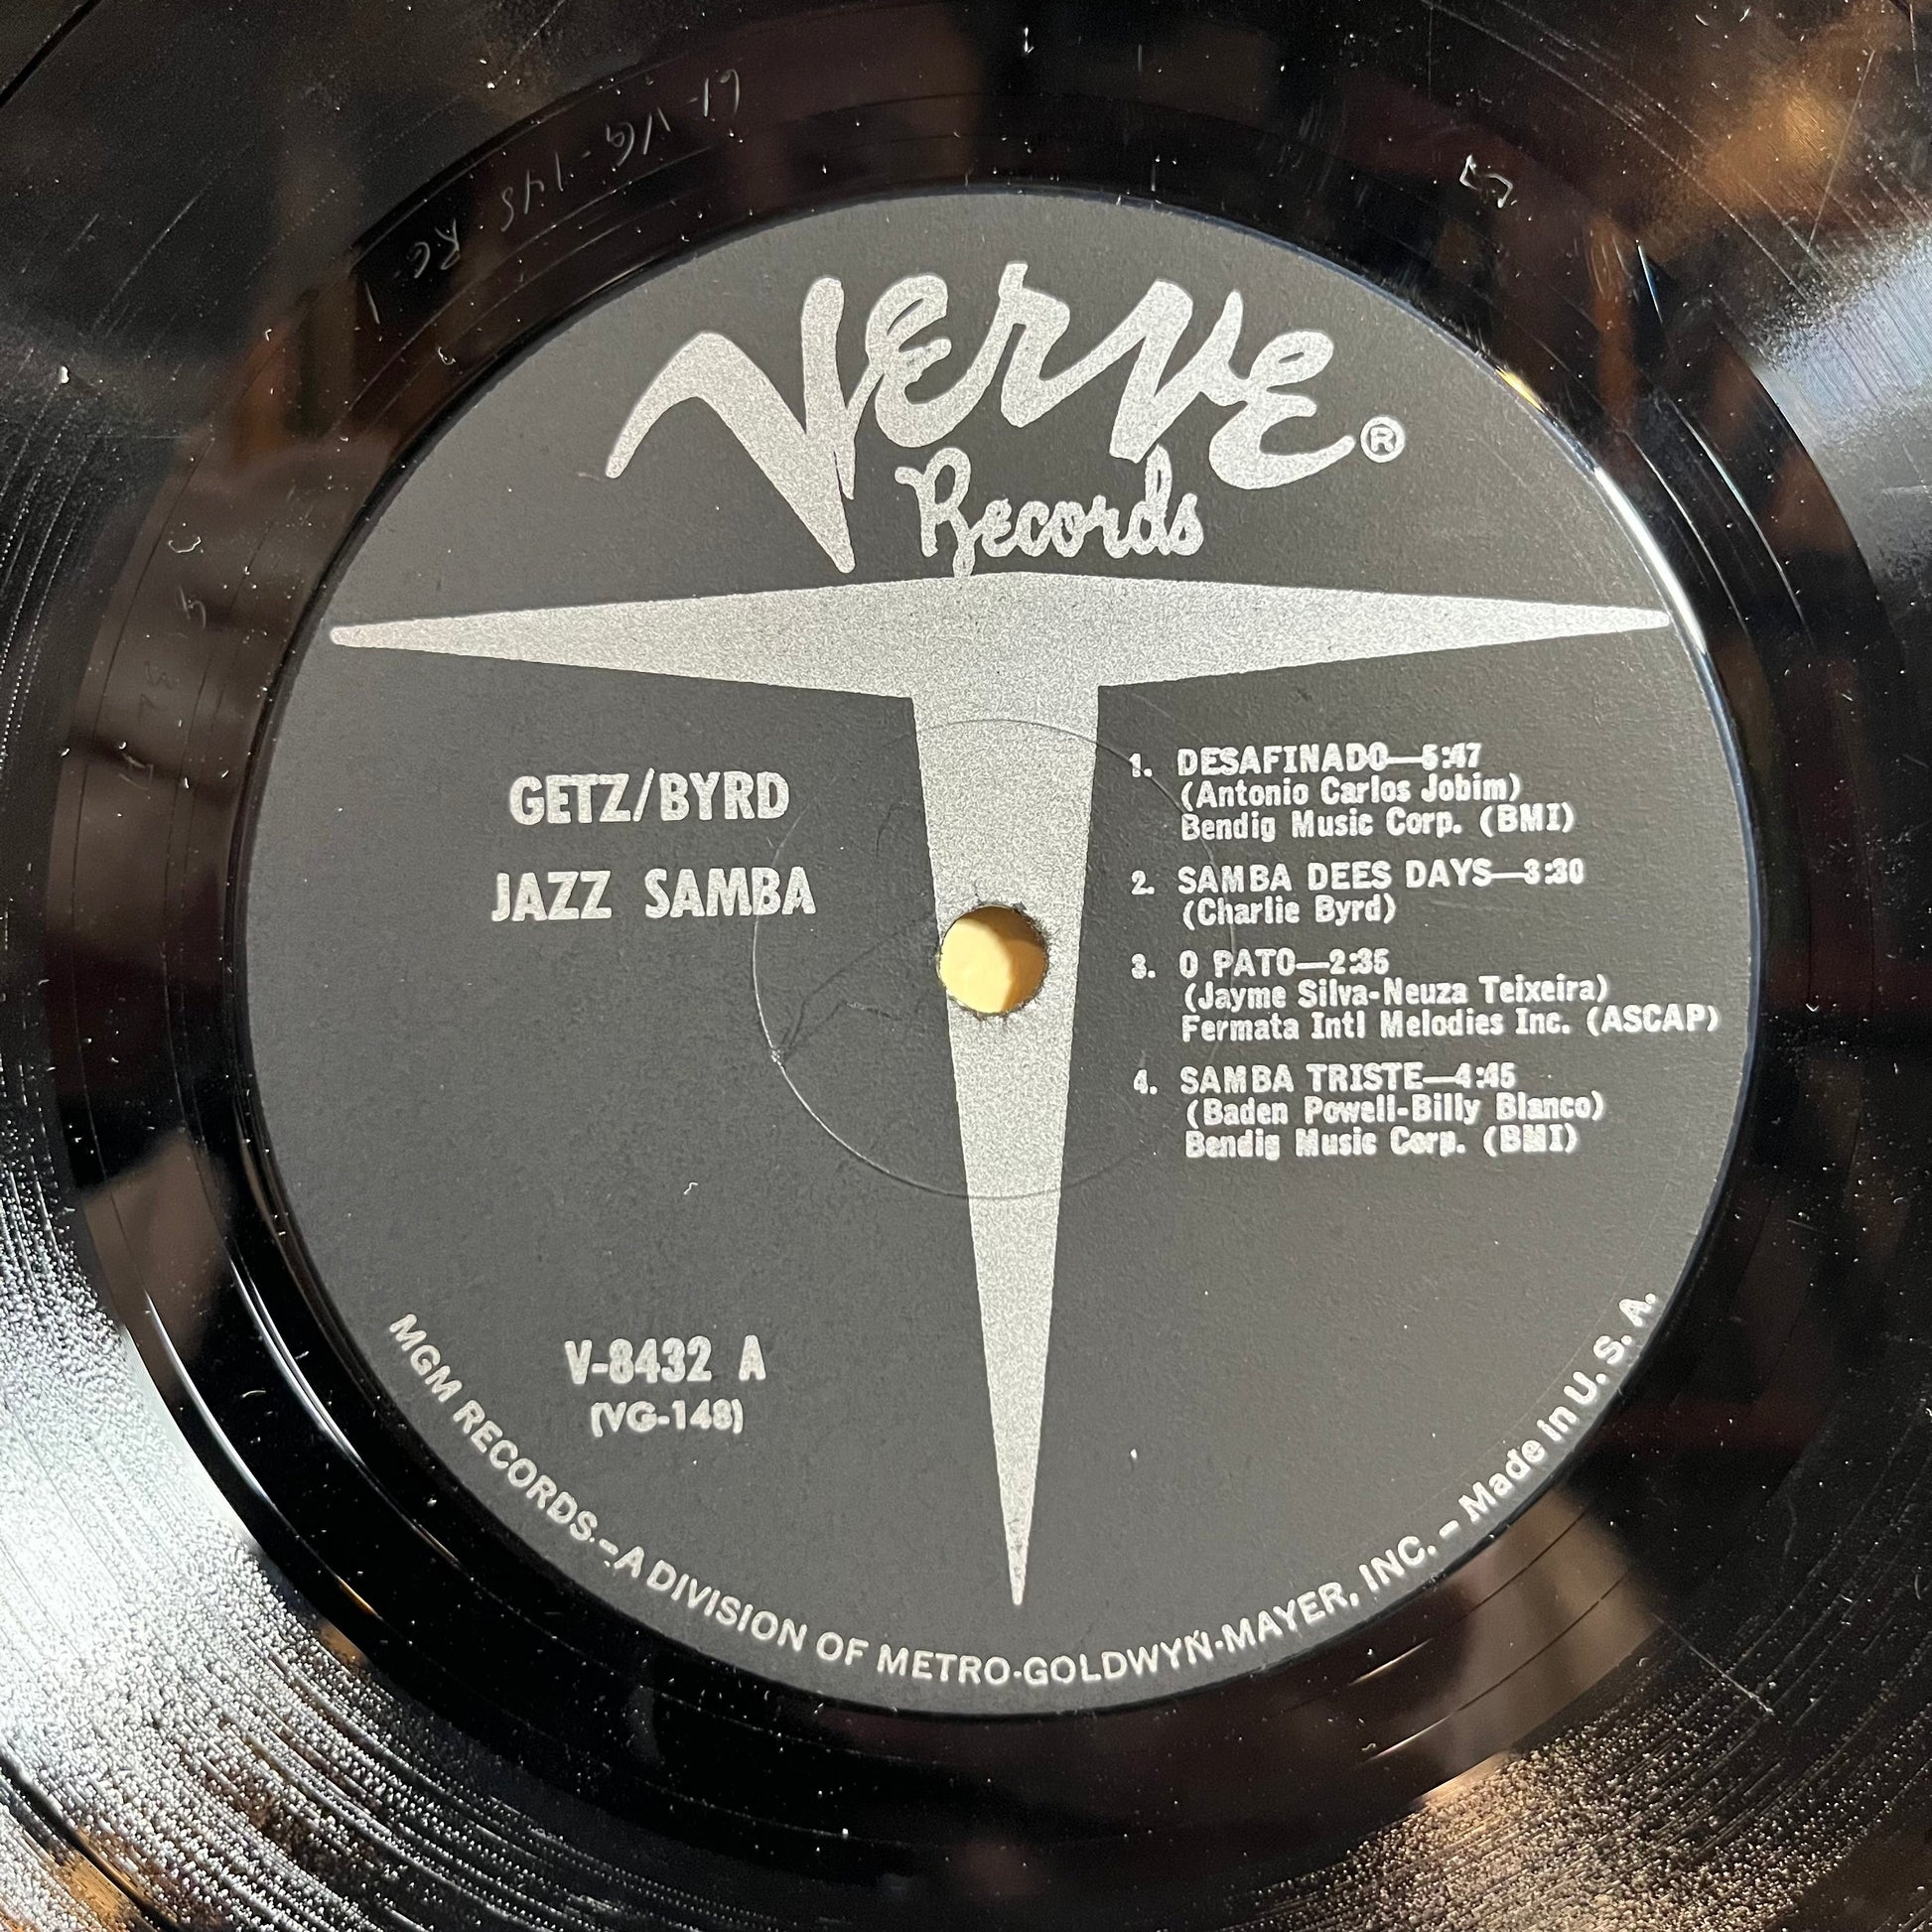 Verve®
Records
GETZ/BYRD
JAZZ SAMBA
1. DESAFINADO—5:47
(Antonio Carlos Jobim)
Bendig Music Corp. (BMI)
2. SAMBA DEES DAYS—3:30
(Charlie Byrd)
3. O PATO—2:35
(Jayme Silva-Neuza Teixeira)
Fermata Intl Melodies Inc. (ASCAP)
4. SAMBA TRISTE—4:45
(Baden Powell-Billy Blanco)
Bendig Music Corp. (BMI)
V-8432 A
(VG-148)
MGM RECORDS.–A DIVISION OF METRO-GOLDWYN-MAYER, INC. – Made in U. S. A.